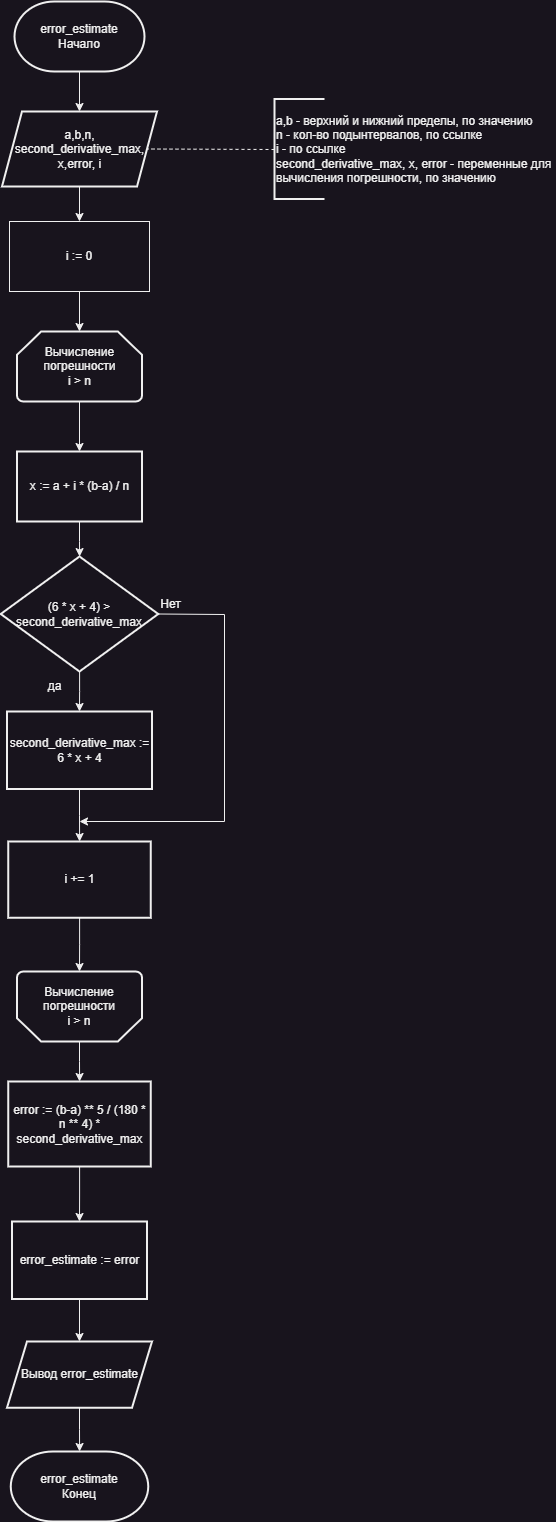 error_estimate
Начало
a,b,n,
second_derivative_max,
x,error, i
a,b - верхний и нижний пределы, по значению
n - кол-во подынтервалов, по ссылке
i - по ссылке
second_derivative_max, x, error - переменные для
вычисления погрешности, по значению
i := 0
Вычисление
погрешности
i > n
x := a + i * (b-a) / n
(6 * x + 4) >
second_derivative_max
Нет
да
second_derivative_max :=
6 * x + 4
i += 1
Вычисление
погрешности
i > n
error := (b-a) ** 5 / (180 *
n ** 4) *
second_derivative_max
error_estimate := error
Вывод error_estimate
error_estimate
Конец